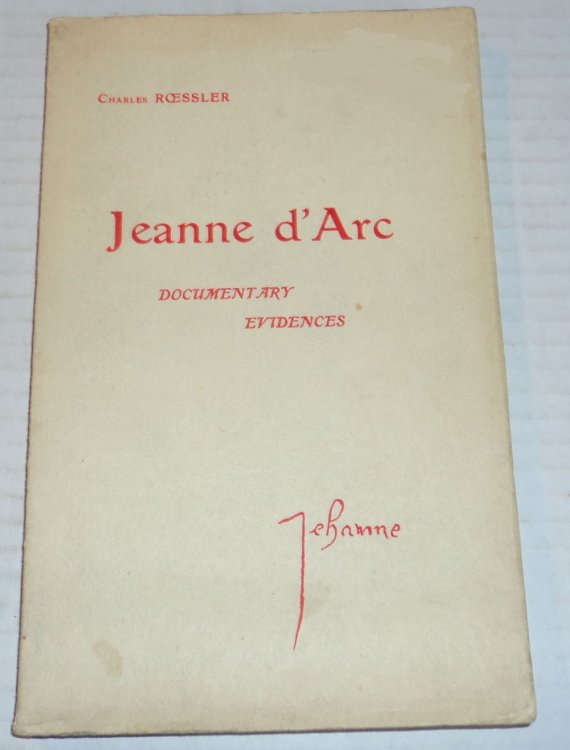 Charles RŒSSLER
Jeanne d'Arc
DOCUMENTARY
EVIDENCES
Jehanne